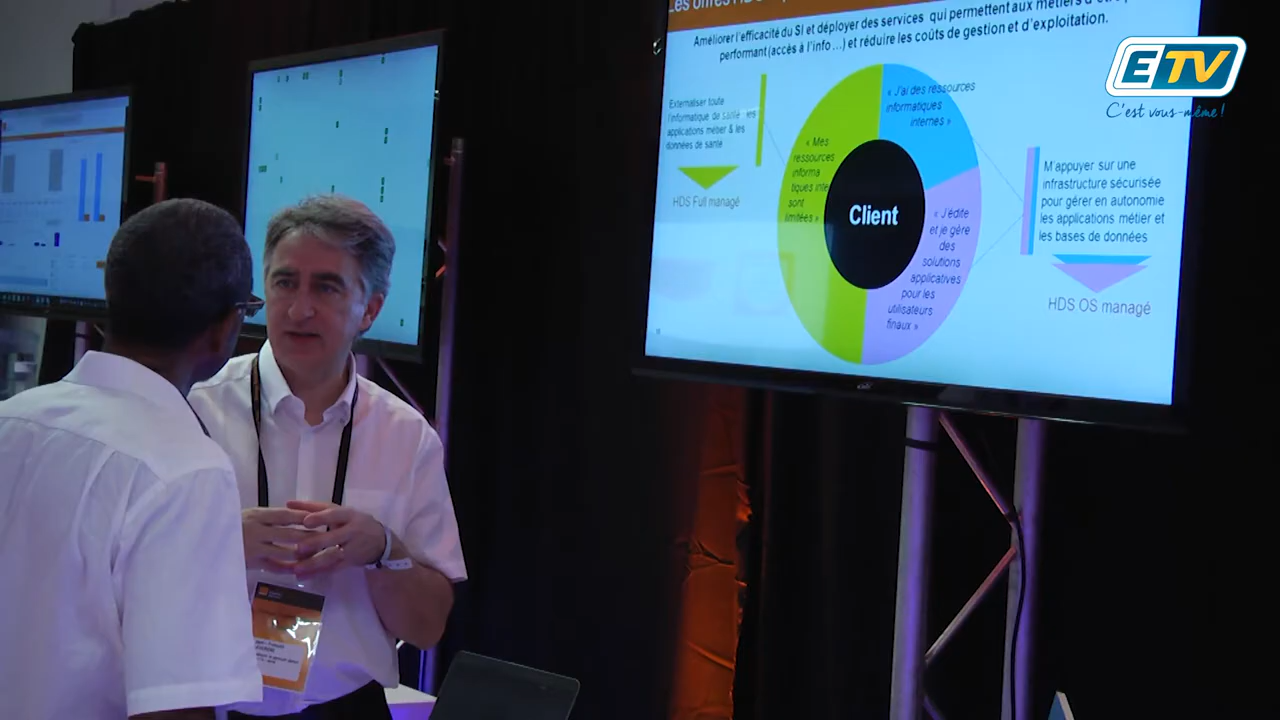 Les offres HDS
Améliorer l'efficacité du SI et déployer des services qui permettent aux métiers d'être
performant (accès à l'info ...) et réduire les coûts de gestion et d'exploitation.
ETV
C'est vous-même !
Externaliser toute
l'informatique de santé, les
applications métier & les
données de santé
HDS Full managé
« Mes
ressources
informa
tiques
sont
limitées »
« J'ai des ressources
informatiques
internes »
Client
« J'édite
et je gère
des
solutions
applicatives
pour les
utilisateurs
finaux »
M'appuyer sur une
infrastructure sécurisée
pour gérer en autonomie
les applications métier et
les bases de données
HDS OS managé